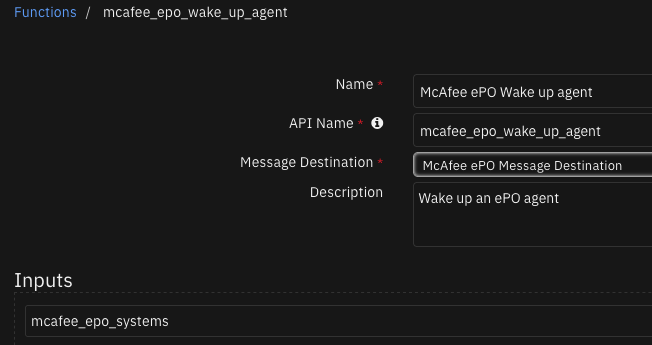 Functions / mcafee_epo_wake_up_agent
Name * McAfee ePO Wake up agent
API Name * mcafee_epo_wake_up_agent
Message Destination * McAfee ePO Message Destination
Description Wake up an ePO agent
Inputs
mcafee_epo_systems